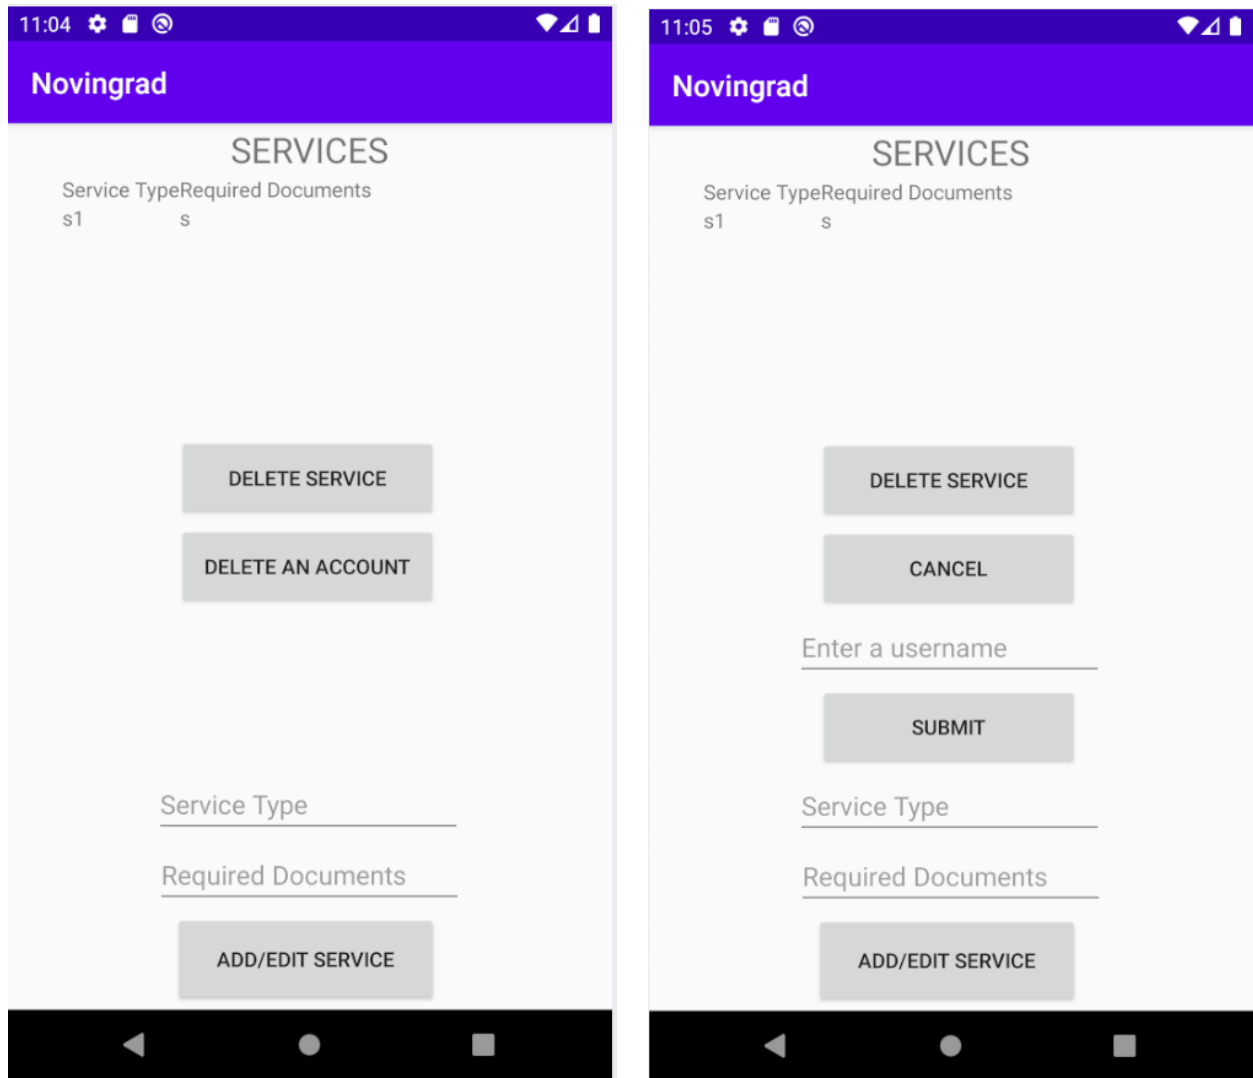 11:04
Novingrad
SERVICES
Service TypeRequired Documents
s1 s
DELETE SERVICE
DELETE AN ACCOUNT
Service Type
Required Documents
ADD/EDIT SERVICE
11:05
Novingrad
SERVICES
Service TypeRequired Documents
s1 s
DELETE SERVICE
CANCEL
Enter a username
SUBMIT
Service Type
Required Documents
ADD/EDIT SERVICE